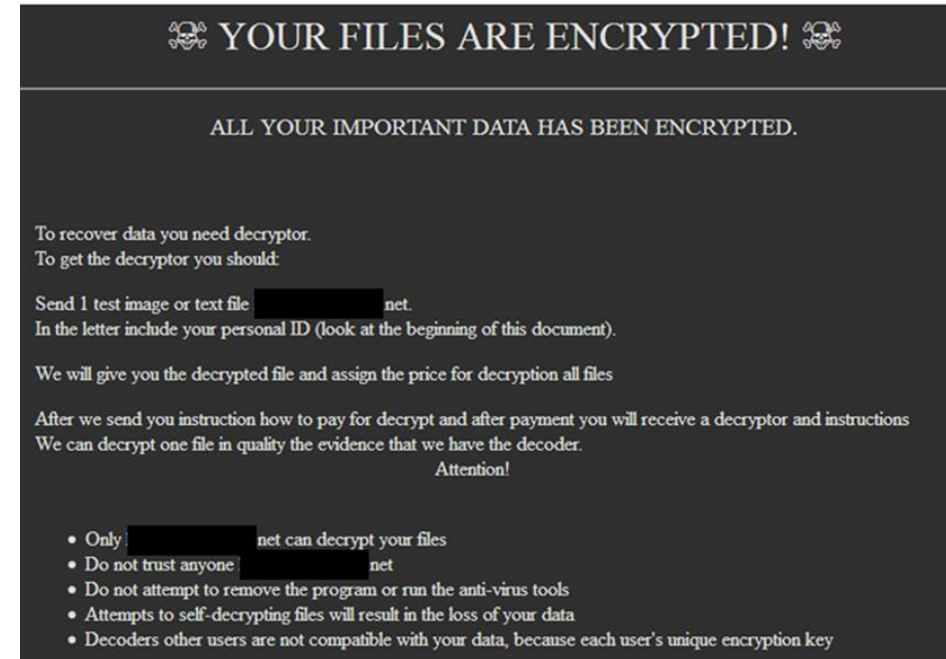 ☠ YOUR FILES ARE ENCRYPTED! ☠
ALL YOUR IMPORTANT DATA HAS BEEN ENCRYPTED.
To recover data you need decryptor.
To get the decryptor you should:
Send 1 test image or text file net.
In the letter include your personal ID (look at the beginning of this document).
We will give you the decrypted file and assign the price for decryption all files
After we send you instruction how to pay for decrypt and after payment you will receive a decryptor and instructions
We can decrypt one file in quality the evidence that we have the decoder.
Attention!
• Only net can decrypt your files
• Do not trust anyone net
• Do not attempt to remove the program or run the anti-virus tools
• Attempts to self-decrypting files will result in the loss of your data
• Decoders other users are not compatible with your data, because each user's unique encryption key